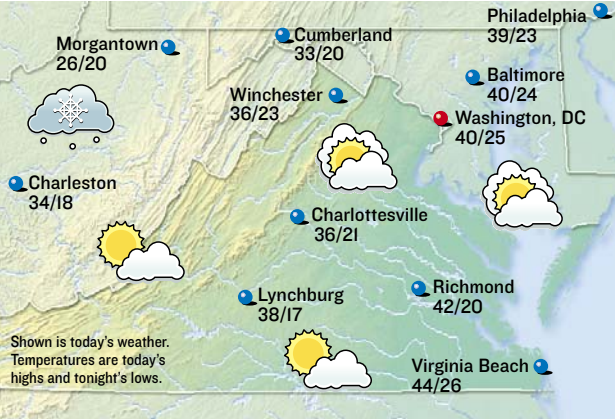 Philadelphia
39/23
Cumberland
33/20
Morgantown
26/20
Baltimore
40/24
Winchester
36/23
Washington, DC
40/25
Charleston
34/18
Charlottesville
36/21
Richmond
42/20
Lynchburg
38/17
Shown is today's weather.
Temperatures are today's
highs and tonight's lows.
Virginia Beach
44/26